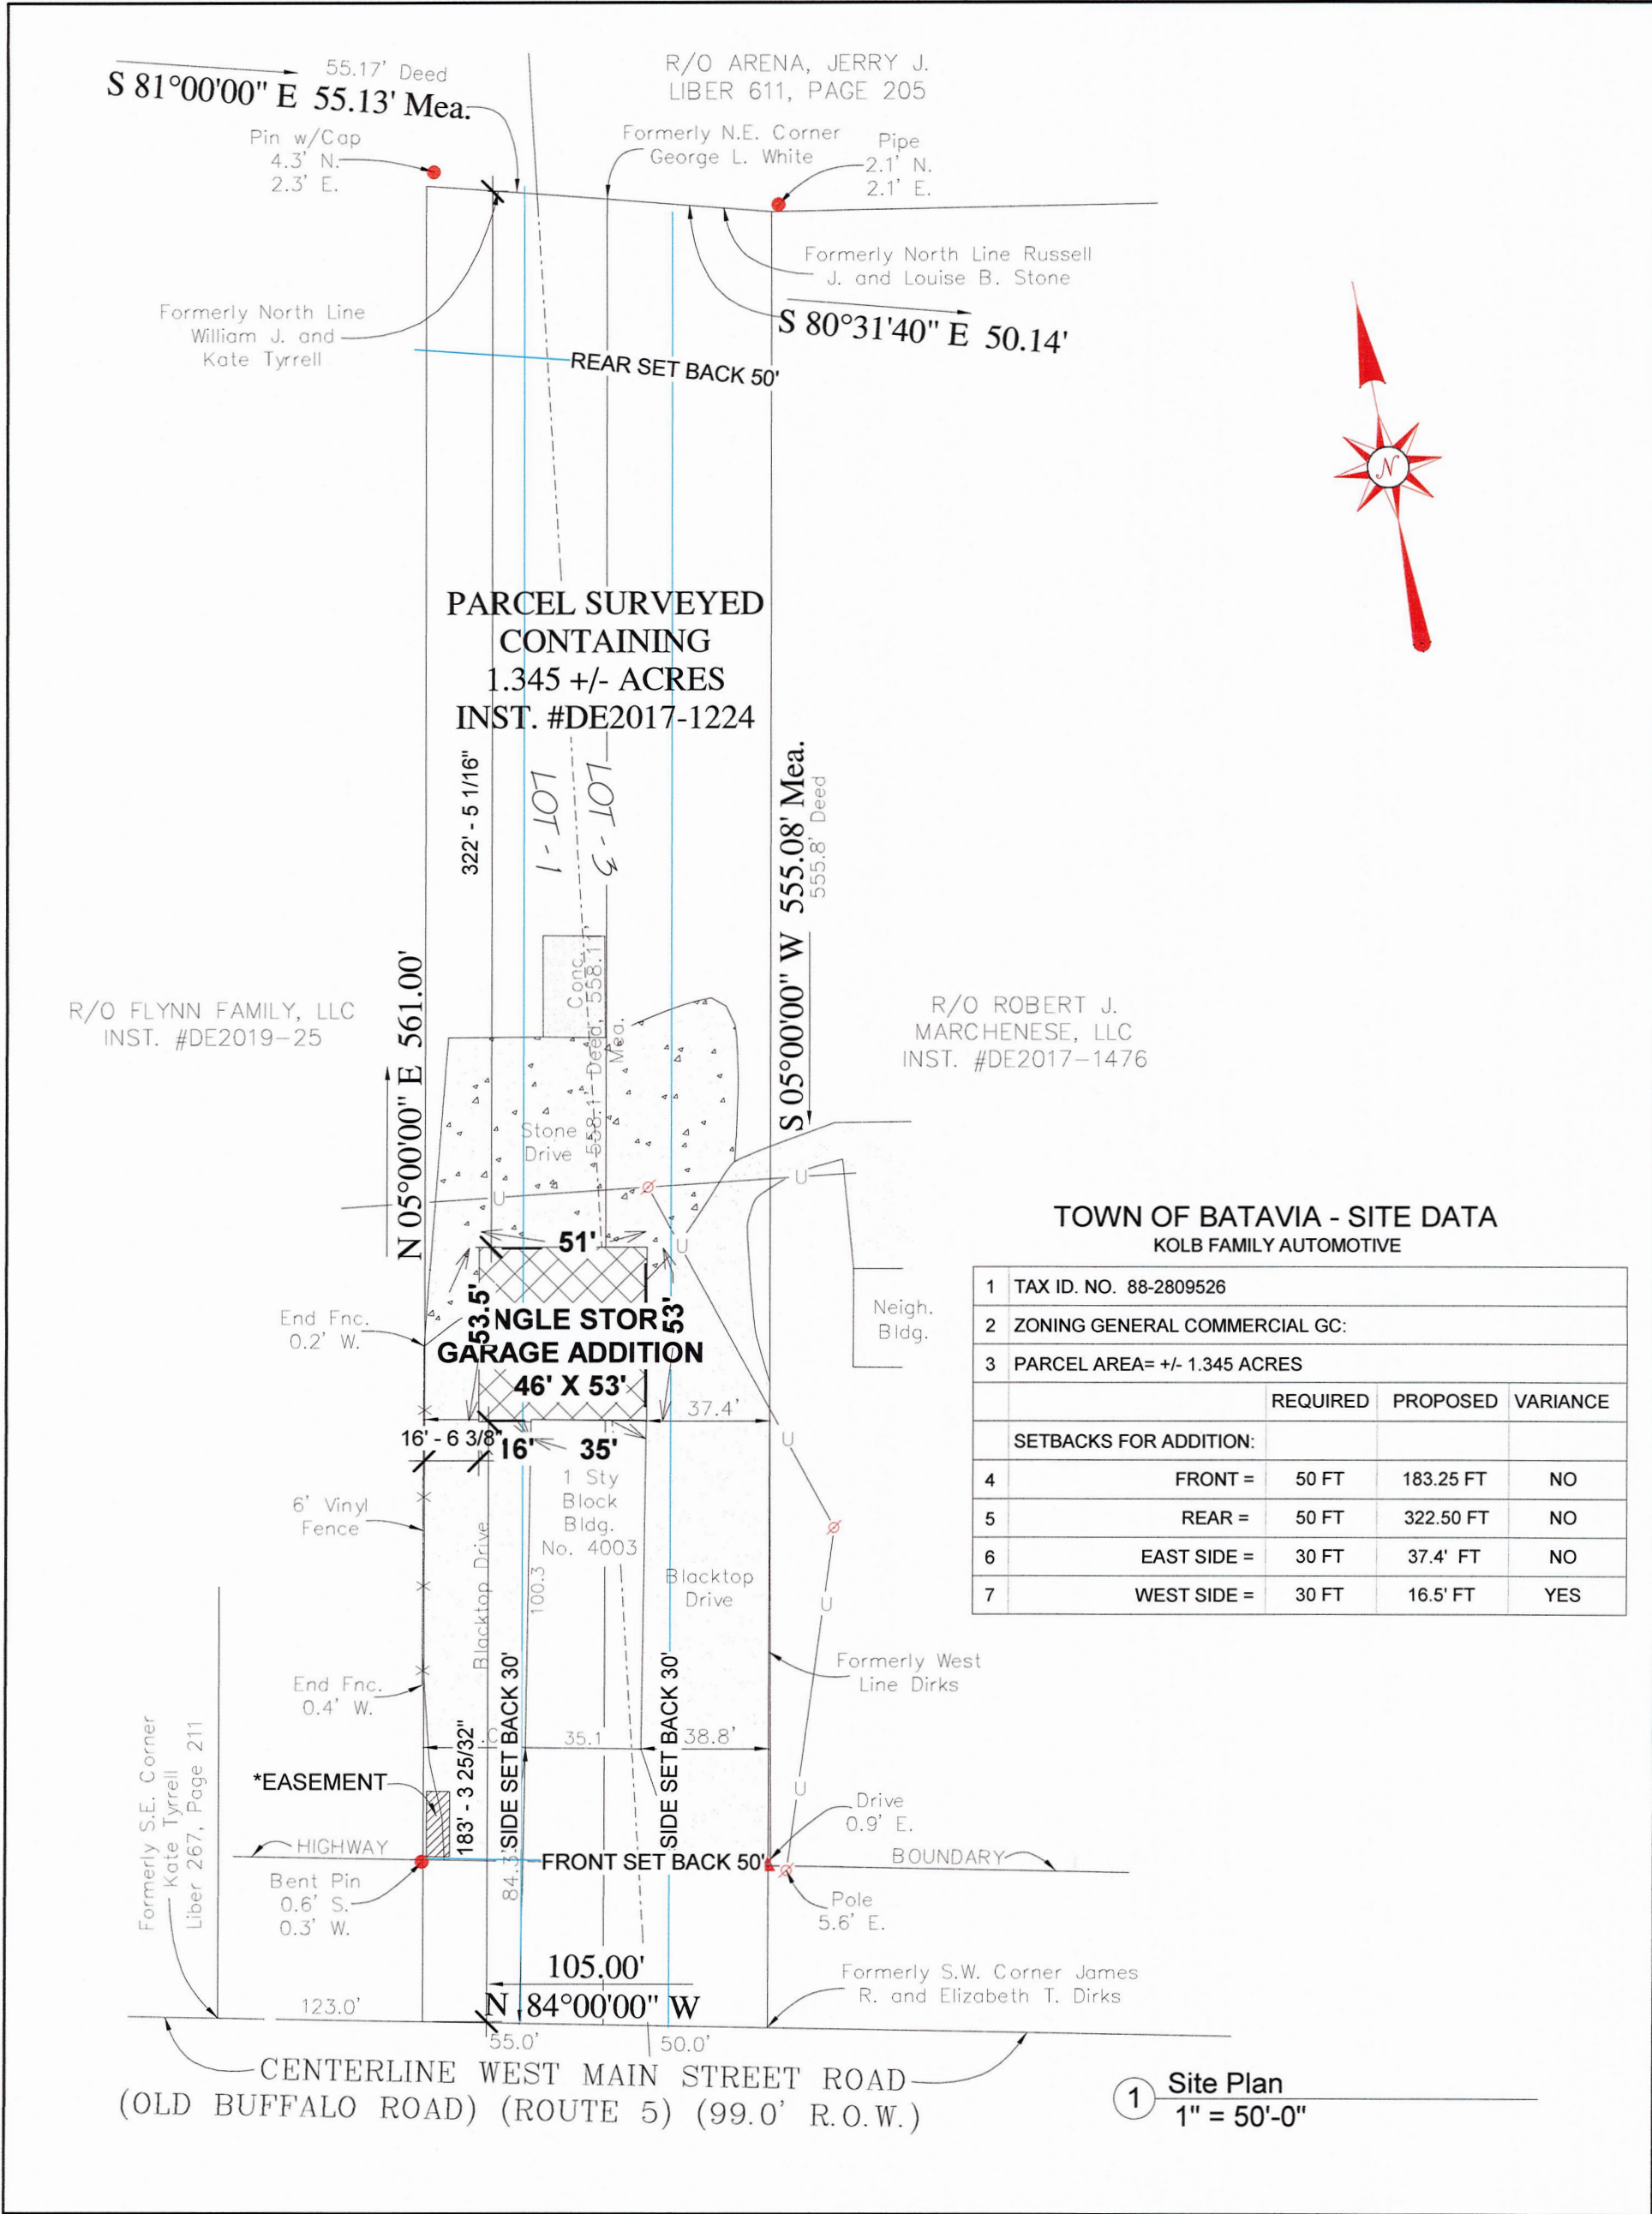 55.17' Deed
S 81°00'00" E 55.13' Mea.
R/O ARENA, JERRY J.
LIBER 611, PAGE 205
Pin w/Cap
4.3' N.
2.3' E.
Formerly N.E. Corner
George L. White
Pipe
2.1' N.
2.1' E.
Formerly North Line Russell
J. and Louise B. Stone
Formerly North Line
William J. and
Kate Tyrrell
S 80°31'40" E 50.14'
REAR SET BACK 50'
N
PARCEL SURVEYED
CONTAINING
1.345 +/- ACRES
INST. #DE2017-1224
322' - 5 1/16"
LOT - 1
LOT - 3
S 05°00'00" W 555.08' Mea.
555.8' Deed
N 05°00'00" E 561.00'
R/O FLYNN FAMILY, LLC
INST. #DE2019-25
Conc.
558.1' Deed, 558.11'
Mea.
R/O ROBERT J.
MARCHENESE, LLC
INST. #DE2017-1476
Stone
Drive
U
U
U
51'
53.5'
53'
NGLE STOR
GARAGE ADDITION
46' X 53'
End Fnc.
0.2' W.
Neigh.
Bldg.
37.4'
16' - 6 3/8"
16'
35'
U
1 Sty
Block
Bldg.
No. 4003
6' Vinyl
Fence
Blacktop Drive
100.3
Blacktop
Drive
U
TOWN OF BATAVIA - SITE DATA
KOLB FAMILY AUTOMOTIVE
1 TAX ID. NO. 88-2809526
2 ZONING GENERAL COMMERCIAL GC:
3 PARCEL AREA= +/- 1.345 ACRES
REQUIRED PROPOSED VARIANCE
SETBACKS FOR ADDITION:
4 FRONT = 50 FT 183.25 FT NO
5 REAR = 50 FT 322.50 FT NO
6 EAST SIDE = 30 FT 37.4' FT NO
7 WEST SIDE = 30 FT 16.5' FT YES
Formerly West
Line Dirks
End Fnc.
0.4' W.
SIDE SET BACK 30'
SIDE SET BACK 30'
35.1
38.8'
183' - 3 25/32"
Formerly S.E. Corner
Kate Tyrrell
Liber 267, Page 211
*EASEMENT
U
Drive
0.9' E.
HIGHWAY
FRONT SET BACK 50'
BOUNDARY
84.3'
Bent Pin
0.6' S.
0.3' W.
Pole
5.6' E.
105.00'
N 84°00'00" W
Formerly S.W. Corner James
R. and Elizabeth T. Dirks
123.0'
55.0'
50.0'
CENTERLINE WEST MAIN STREET ROAD
(OLD BUFFALO ROAD) (ROUTE 5) (99.0' R.O.W.)
1 Site Plan
1" = 50'-0"